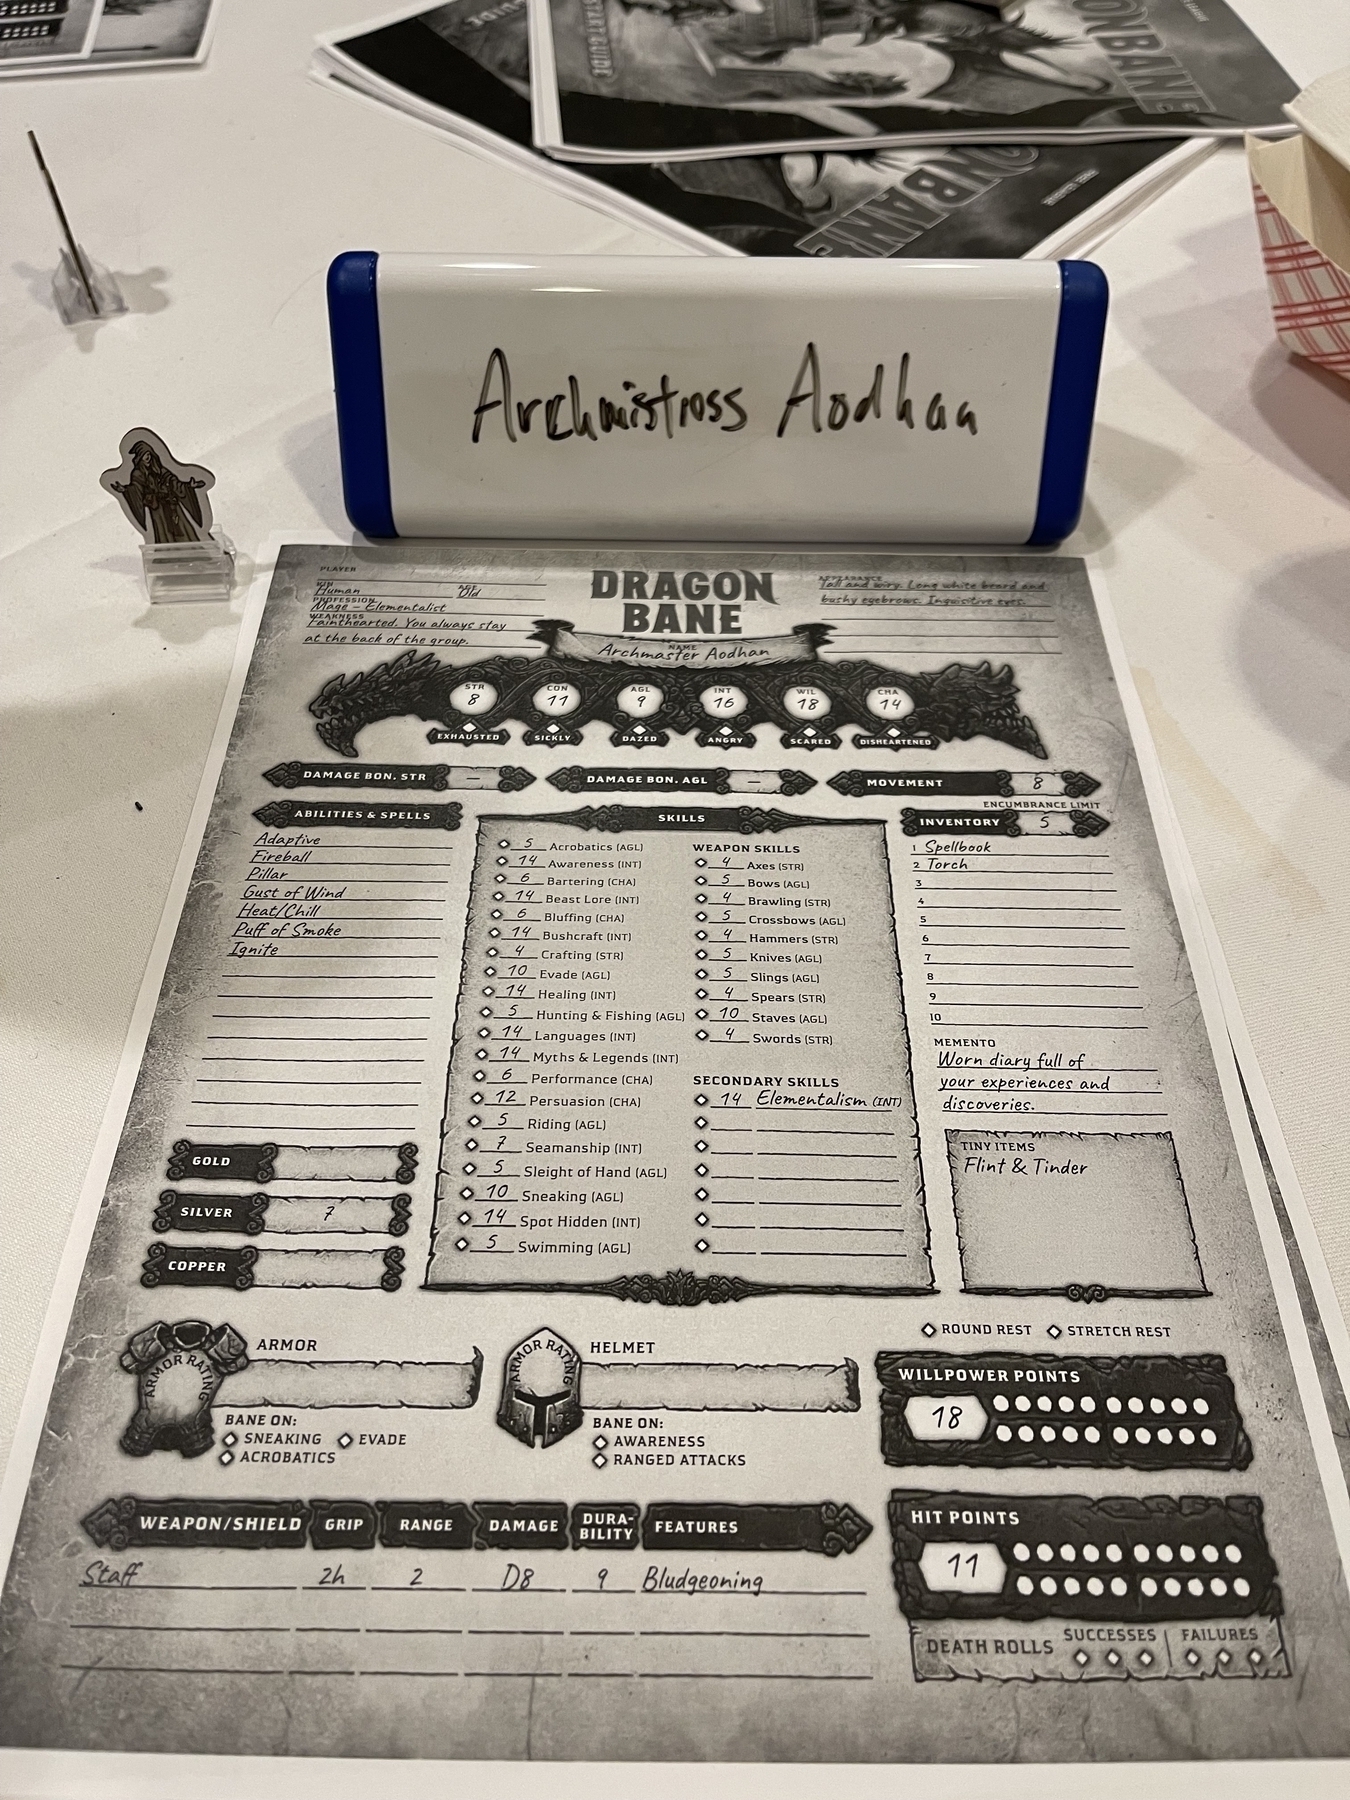 START GUIDE
ONBANE
NBANE
Archmistross Aodhan
PLAYER
KIN
Human
AGE
Old
PROFESSION
Mage – Elementalist
WEAKNESS
Fainthearted. You always stay
at the back of the group.
DRAGON
BANE
NAME
Archmaster Aodhan
APPEARANCE
Tall and wiry. Long white beard and
bushy eyebrows. Inquisitive eyes.
STR 8 CON 11 AGL 9 INT 16 WIL 18 CHA 14
EXHAUSTED SICKLY DAZED ANGRY SCARED DISHEARTENED
DAMAGE BON. STR – DAMAGE BON. AGL – MOVEMENT 8
ABILITIES & SPELLS
Adaptive
Fireball
Pillar
Gust of Wind
Heat/Chill
Puff of Smoke
Ignite
GOLD
SILVER 7
COPPER
SKILLS
5 Acrobatics (AGL)
14 Awareness (INT)
6 Bartering (CHA)
14 Beast Lore (INT)
6 Bluffing (CHA)
14 Bushcraft (INT)
4 Crafting (STR)
10 Evade (AGL)
14 Healing (INT)
5 Hunting & Fishing (AGL)
14 Languages (INT)
14 Myths & Legends (INT)
6 Performance (CHA)
12 Persuasion (CHA)
5 Riding (AGL)
7 Seamanship (INT)
5 Sleight of Hand (AGL)
10 Sneaking (AGL)
14 Spot Hidden (INT)
5 Swimming (AGL)
WEAPON SKILLS
4 Axes (STR)
5 Bows (AGL)
4 Brawling (STR)
5 Crossbows (AGL)
4 Hammers (STR)
5 Knives (AGL)
5 Slings (AGL)
4 Spears (STR)
10 Staves (AGL)
4 Swords (STR)
SECONDARY SKILLS
14 Elementalism (INT)
ENCUMBRANCE LIMIT
INVENTORY 5
1 Spellbook
2 Torch
3
4
5
6
7
8
9
10
MEMENTO
Worn diary full of
your experiences and
discoveries.
TINY ITEMS
Flint & Tinder
ARMOR RATING
ARMOR
BANE ON:
SNEAKING EVADE
ACROBATICS
ARMOR RATING
HELMET
BANE ON:
AWARENESS
RANGED ATTACKS
ROUND REST STRETCH REST
WILLPOWER POINTS
18
WEAPON/SHIELD GRIP RANGE DAMAGE DURA-BILITY FEATURES
Staff 2h 2 D8 9 Bludgeoning
HIT POINTS
11
DEATH ROLLS SUCCESSES FAILURES